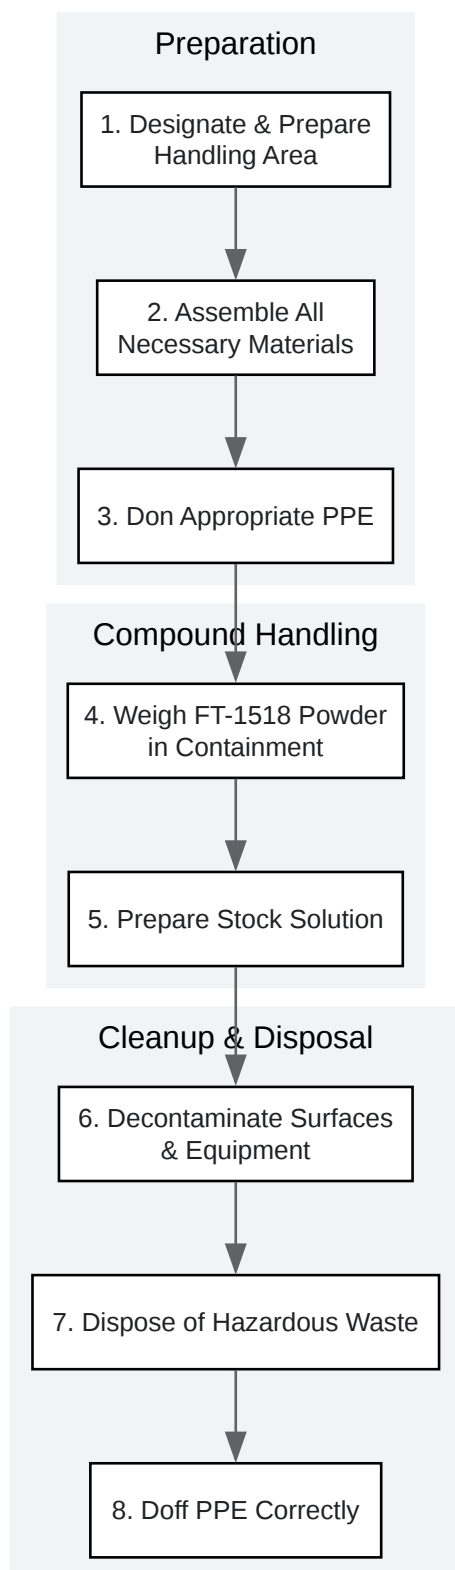 Preparation
1. Designate & Prepare
Handling Area
2. Assemble All
Necessary Materials
3. Don Appropriate PPE
Compound Handling
4. Weigh FT-1518 Powder
in Containment
5. Prepare Stock Solution
Cleanup & Disposal
6. Decontaminate Surfaces
& Equipment
7. Dispose of Hazardous Waste
8. Doff PPE Correctly